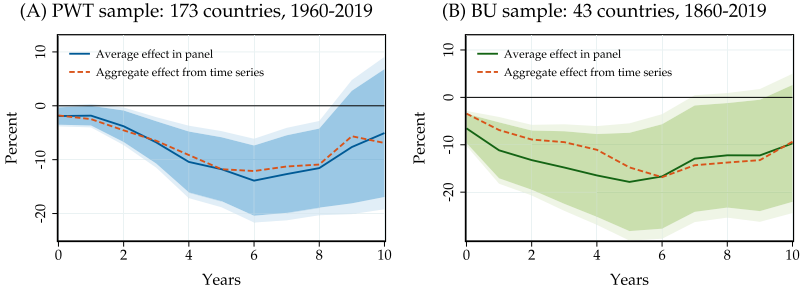 (A) PWT sample: 173 countries, 1960-2019
10
0
-10
-20
Percent
Average effect in panel
Aggregate effect from time series
0 2 4 6 8 10
Years
(B) BU sample: 43 countries, 1860-2019
10
0
-10
-20
Percent
Average effect in panel
Aggregate effect from time series
0 2 4 6 8 10
Years